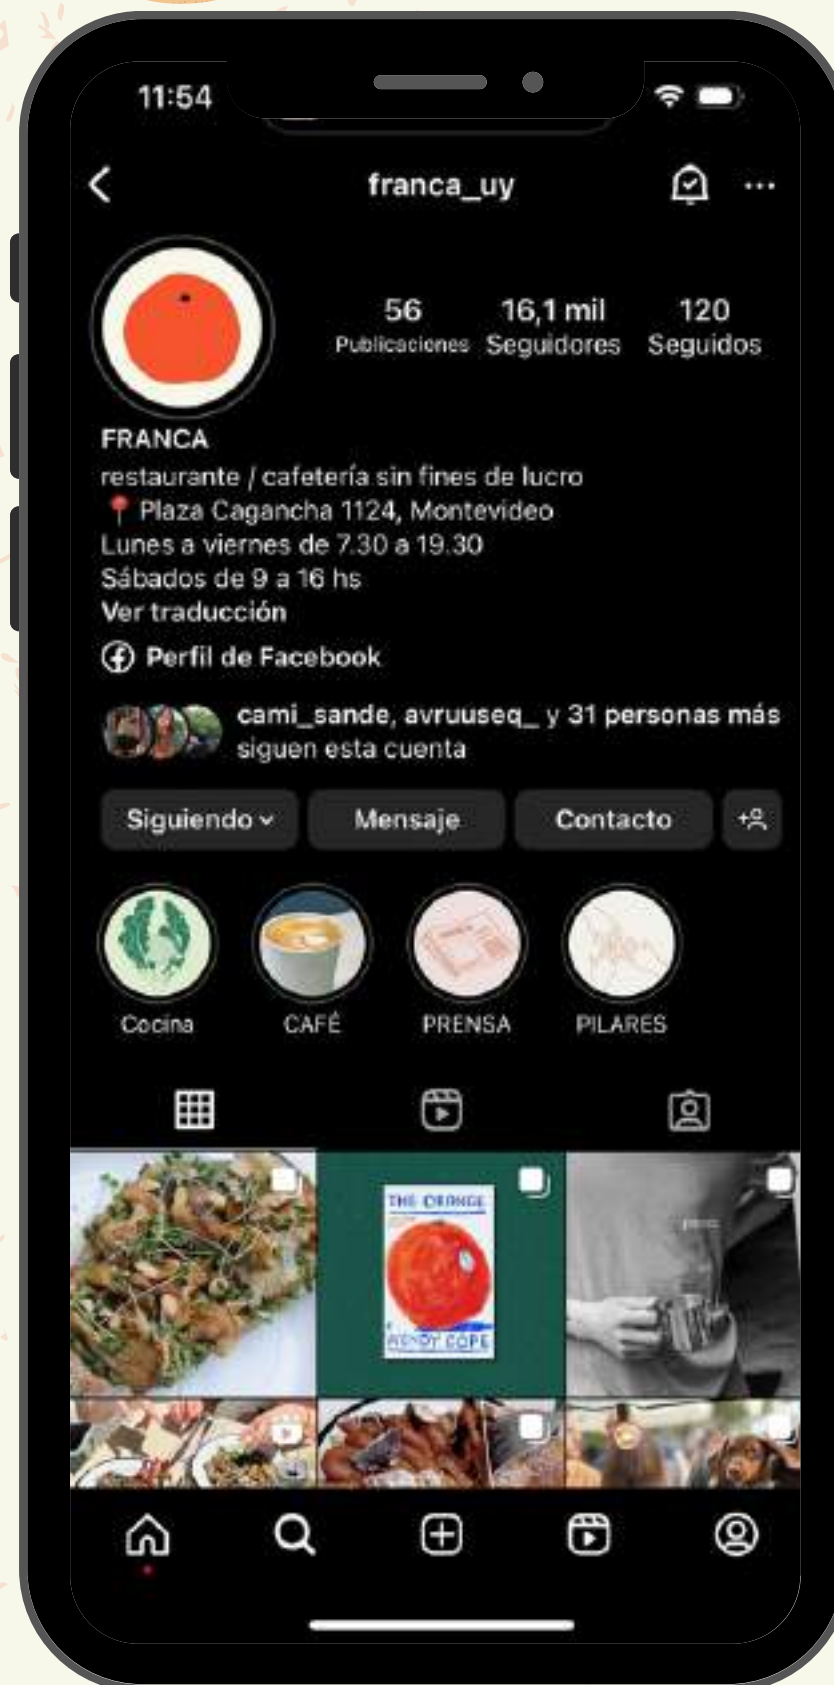 11:54
franca_uy
56 16,1 mil 120
Publicaciones Seguidores Seguidos
FRANCA
restaurante / cafetería sin fines de lucro
📍 Plaza Cagancha 1124, Montevideo
Lunes a viernes de 7.30 a 19.30
Sábados de 9 a 16 hs
Ver traducción
Perfil de Facebook
cami_sande, avruuseq_ y 31 personas más
siguen esta cuenta
Siguiendo Mensaje Contacto
Cocina CAFÉ PRENSA PILARES
THE ORANGE
WENDY COPE